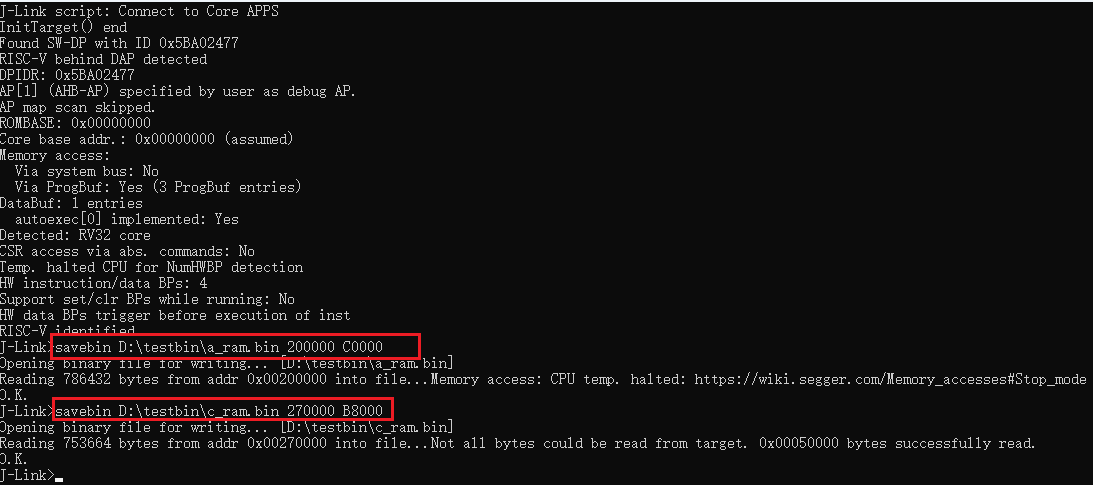 J-Link script: Connect to Core APPS
InitTarget() end
Found SW-DP with ID 0x5BA02477
RISC-V behind DAP detected
DPIDR: 0x5BA02477
AP[1] (AHB-AP) specified by user as debug AP.
AP map scan skipped.
ROMBASE: 0x00000000
Core base addr.: 0x00000000 (assumed)
Memory access:
  Via system bus: No
  Via ProgBuf: Yes (3 ProgBuf entries)
DataBuf: 1 entries
  autoexec[0] implemented: Yes
Detected: RV32 core
CSR access via abs. commands: No
Temp. halted CPU for NumHWBP detection
HW instruction/data BPs: 4
Support set/clr BPs while running: No
HW data BPs trigger before execution of inst
RISC-V identified
J-Link>savebin D:\testbin\a_ram.bin 200000 C0000
Opening binary file for writing... [D:\testbin\a_ram.bin]
Reading 786432 bytes from addr 0x00200000 into file...Memory access: CPU temp. halted: https://wiki.segger.com/Memory_accesses#Stop_mode
O.K.
J-Link>savebin D:\testbin\c_ram.bin 270000 B8000
Opening binary file for writing... [D:\testbin\c_ram.bin]
Reading 753664 bytes from addr 0x00270000 into file...Not all bytes could be read from target. 0x00050000 bytes successfully read.
O.K.
J-Link>